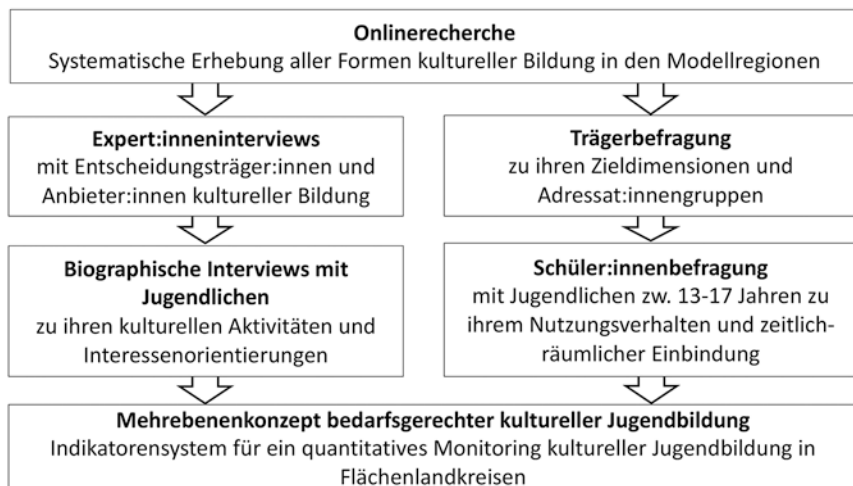 Onlinerecherche
Systematische Erhebung aller Formen kultureller Bildung in den Modellregionen
Expert:inneninterviews
mit Entscheidungsträger:innen und
Anbieter:innen kultureller Bildung
Trägerbefragung
zu ihren Zieldimensionen und
Adressat:innengruppen
Biographische Interviews mit
Jugendlichen
zu ihren kulturellen Aktivitäten und
Interessenorientierungen
Schüler:innenbefragung
mit Jugendlichen zw. 13-17 Jahren zu
ihrem Nutzungsverhalten und zeitlich-
räumlicher Einbindung
Mehrebenenkonzept bedarfsgerechter kultureller Jugendbildung
Indikatorensystem für ein quantitatives Monitoring kultureller Jugendbildung in
Flächenlandkreisen